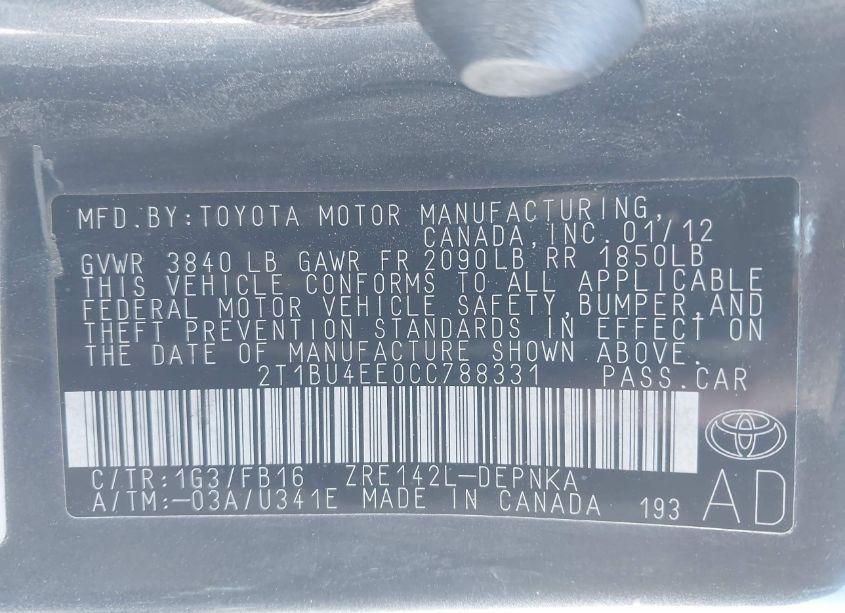 MFD.BY:TOYOTA MOTOR MANUFACTURING,
CANADA,INC.01/12
GVWR 3840LB GAWR FR 2090LB RR 1850LB
THIS VEHICLE CONFORMS TO ALL APPLICABLE
FEDERAL MOTOR VEHICLE SAFETY,BUMPER,AND
THEFT PREVENTION STANDARDS IN EFFECT ON
THE DATE OF MANUFACTURE SHOWN ABOVE.
2T1BU4EE0CC788331 PASS.CAR
C/TR:1G3/FB16 ZRE142L-DEPNKA
A/TM:-03A/U341E MADE IN CANADA 193 AD